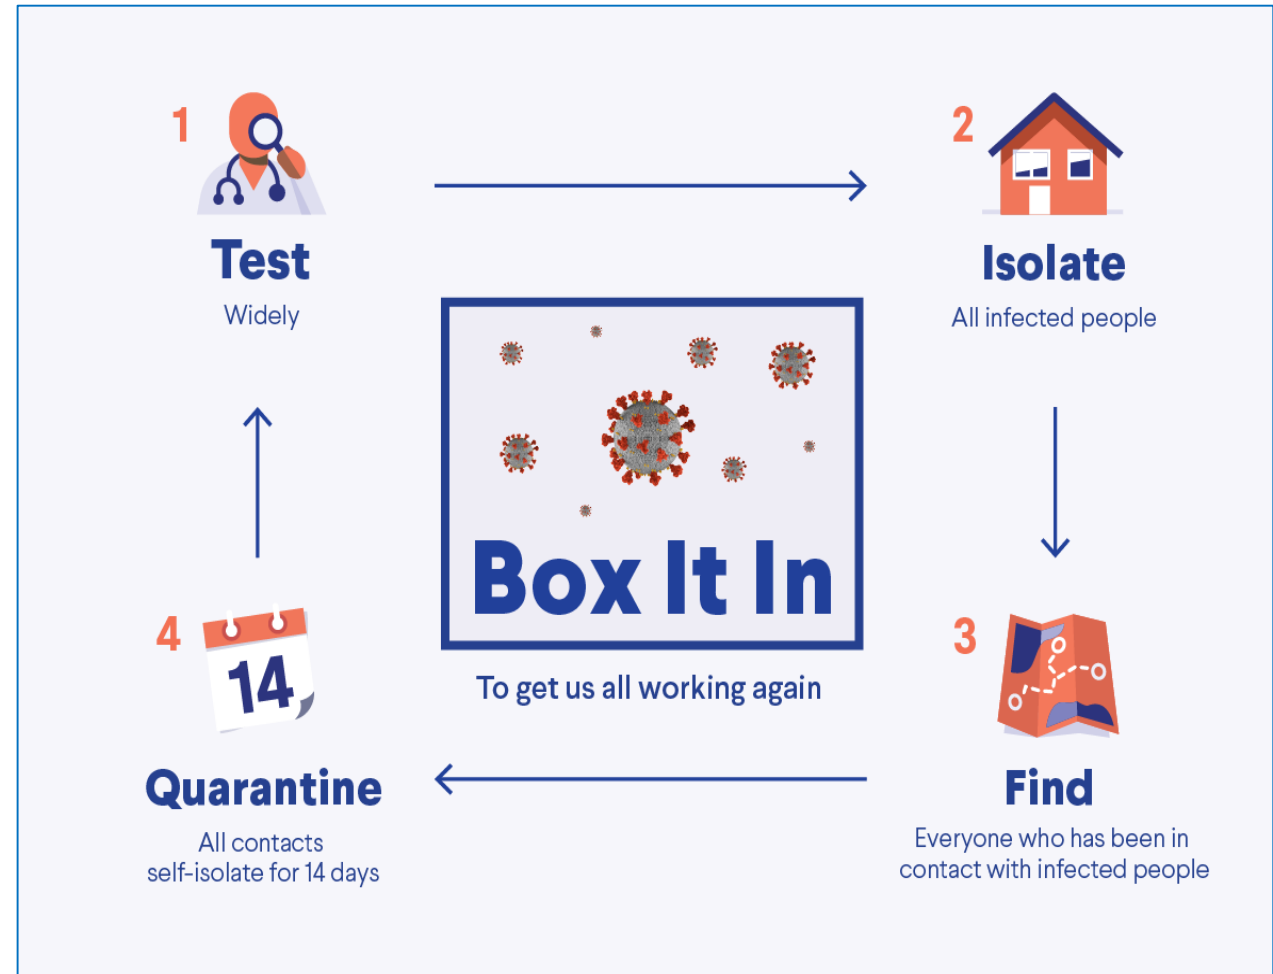 1
Test
Widely
2
Isolate
All infected people
Box It In
To get us all working again
3
Find
Everyone who has been in
contact with infected people
4
14
Quarantine
All contacts
self-isolate for 14 days